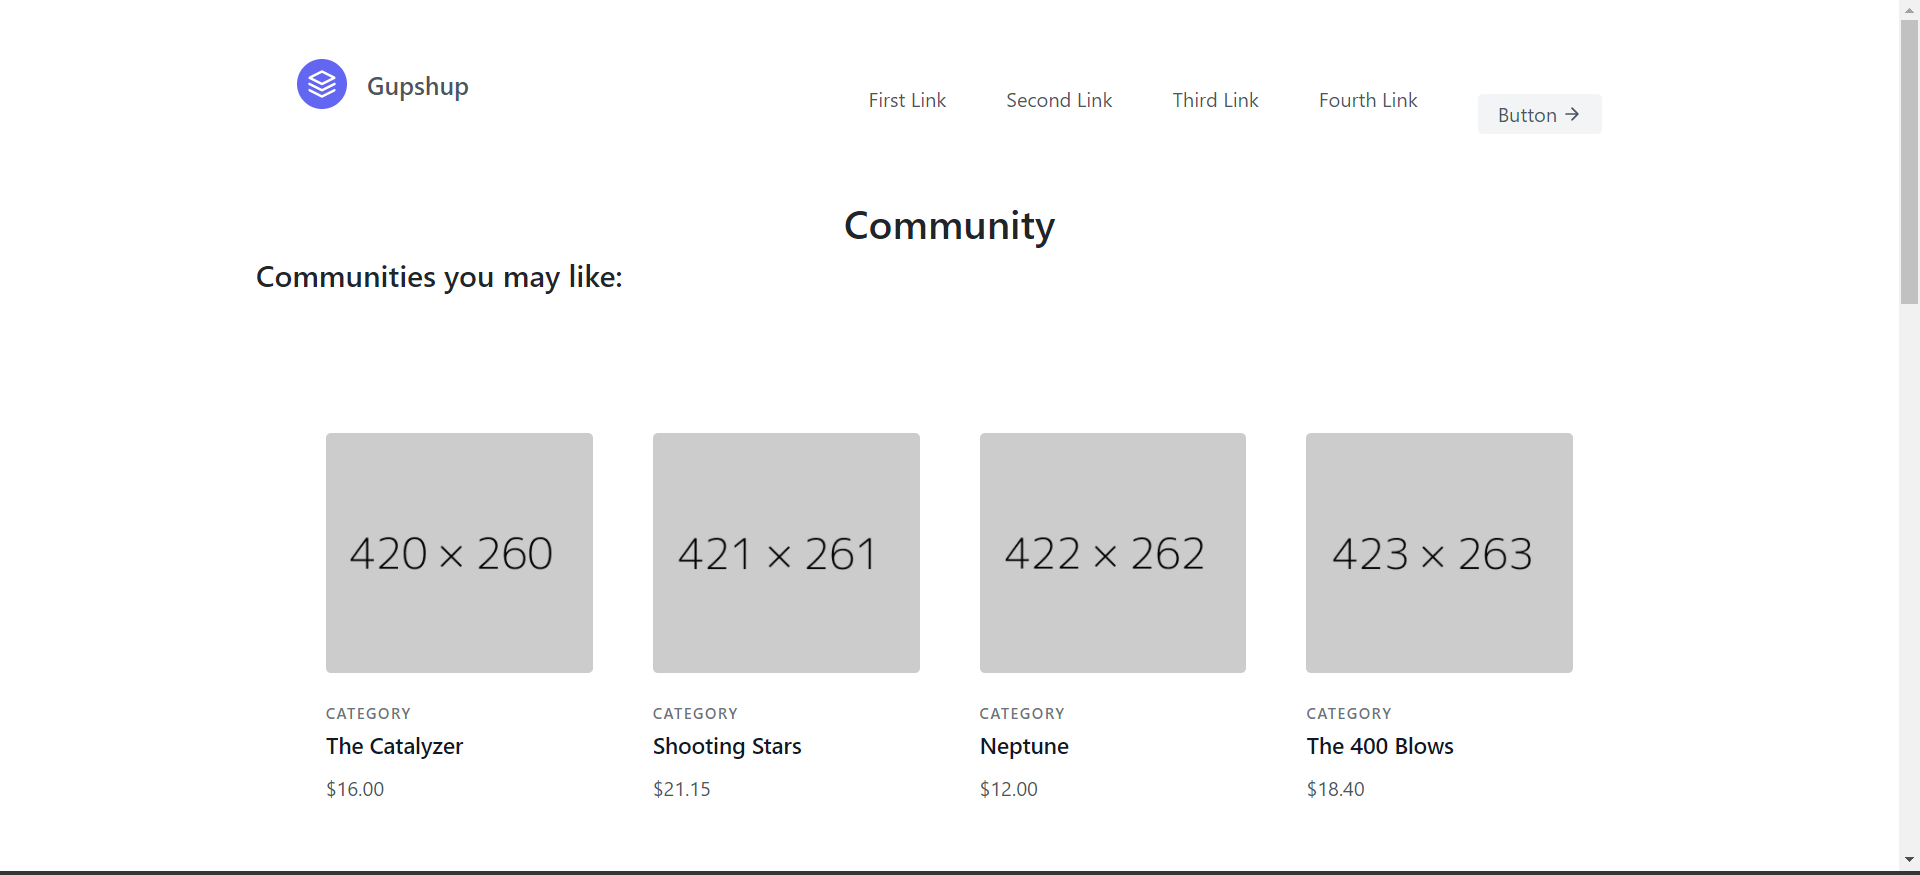 Gupshup
First Link Second Link Third Link Fourth Link Button
Community
Communities you may like:
420 × 260 421 × 261 422 × 262 423 × 263
CATEGORY CATEGORY CATEGORY CATEGORY
The Catalyzer Shooting Stars Neptune The 400 Blows
$16.00 $21.15 $12.00 $18.40